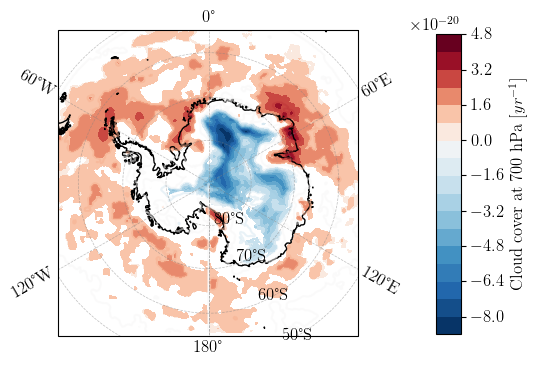 0°
×10⁻²⁰
60°W
60°E
4.8
3.2
1.6
0.0
−1.6
−3.2
−4.8
−6.4
−8.0
Cloud cover at 700 hPa [yr⁻¹]
80°S
70°S
60°S
50°S
120°W
120°E
180°